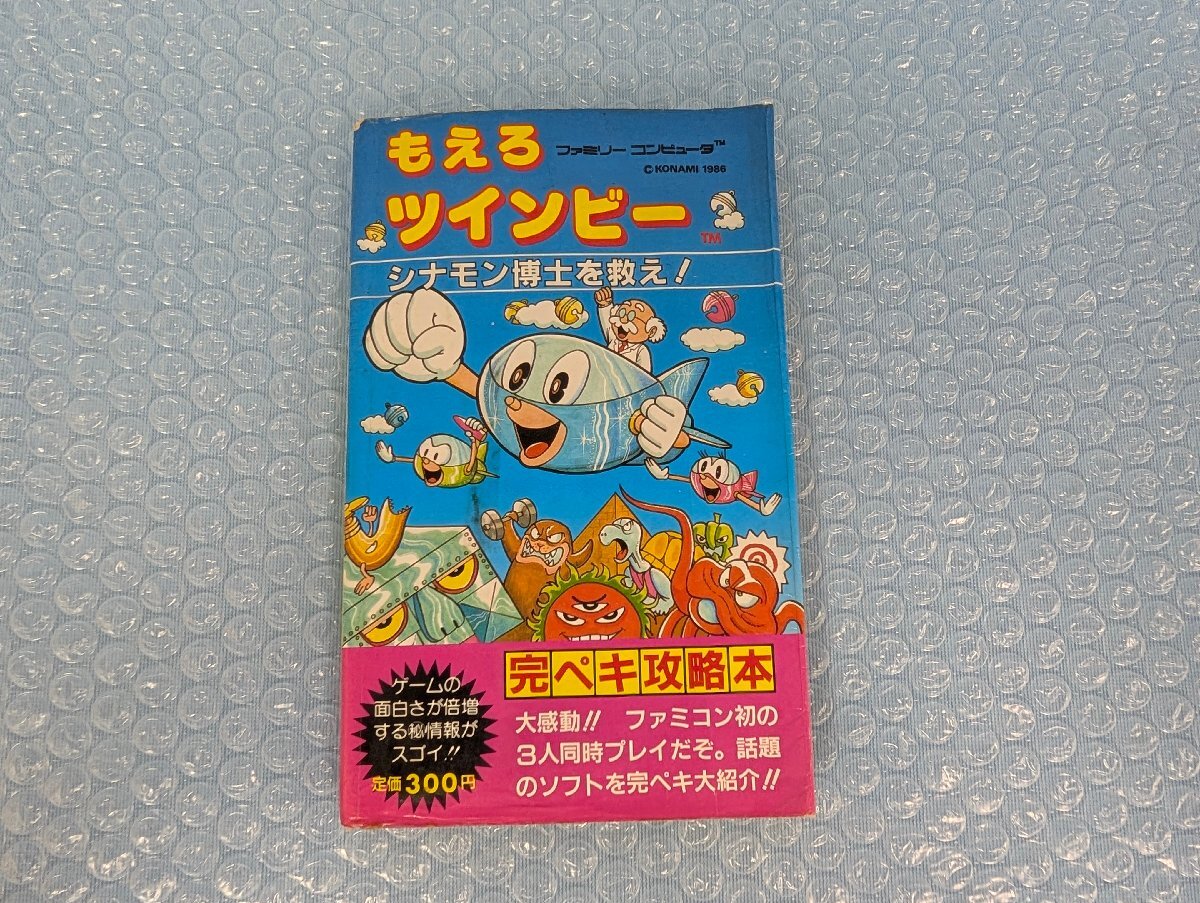 もえろ
ファミリー コンピュータ™
© KONAMI 1986
ツインビー™
シナモン博士を救え!
完ペキ攻略本
ゲームの
面白さが倍増
する㊙情報が
スゴイ!!
定価300円
大感動!! ファミコン初の
3人同時プレイだぞ。話題
のソフトを完ペキ大紹介!!